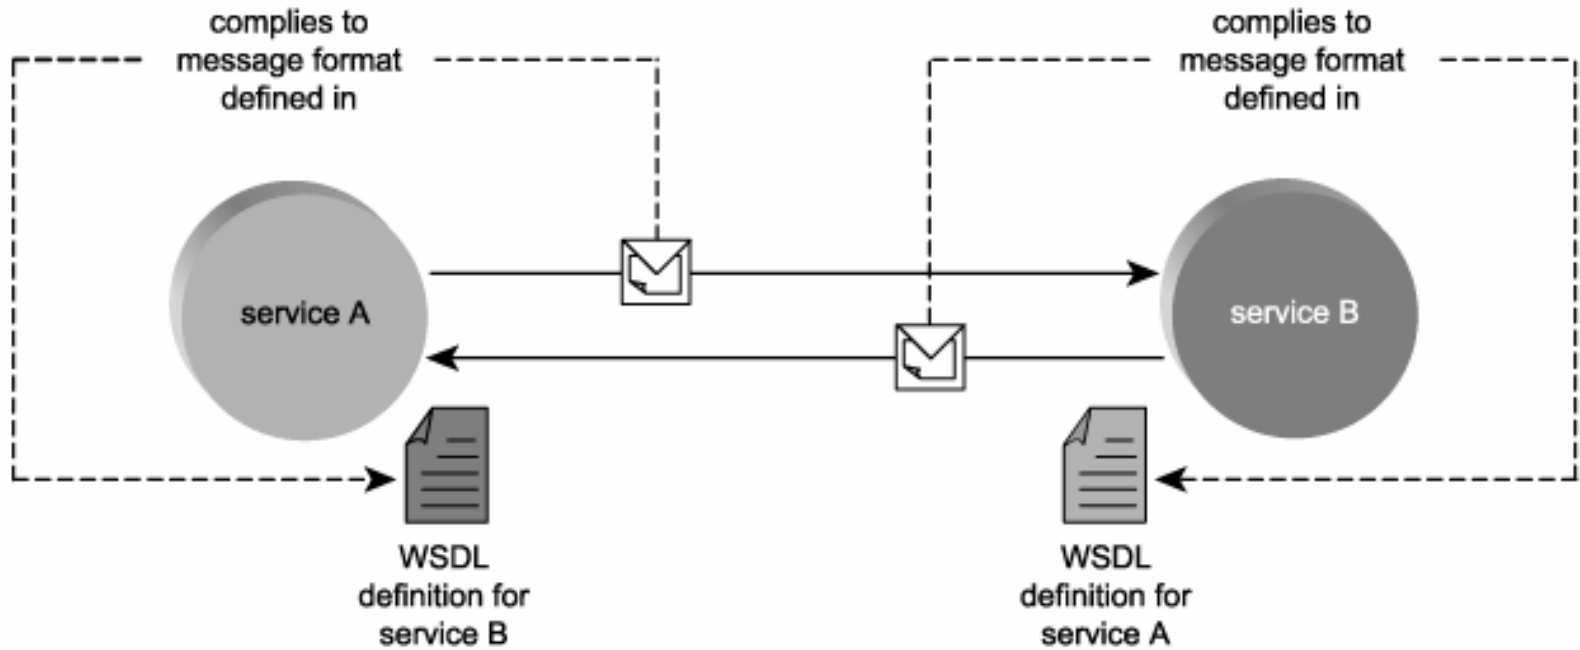 complies to
message format
defined in
complies to
message format
defined in
service A
service B
WSDL
definition for
service B
WSDL
definition for
service A